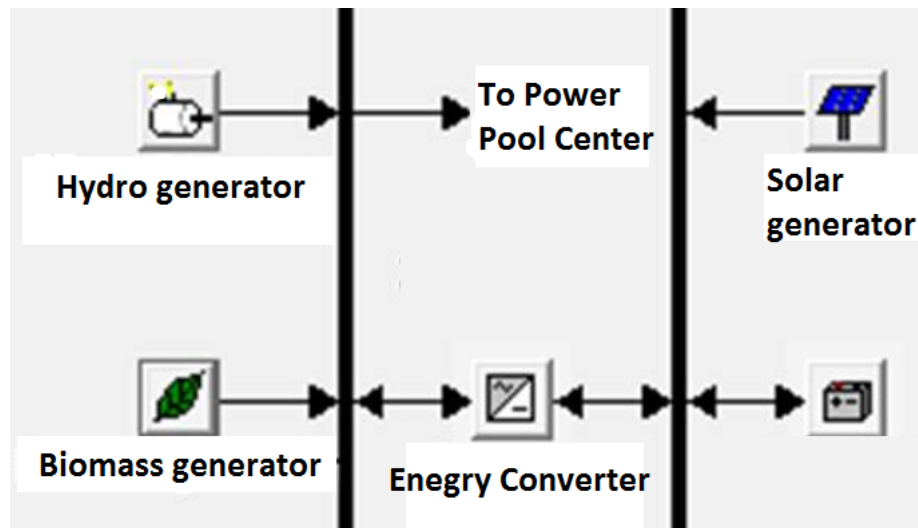 To Power
Pool Center
Hydro generator
Solar
generator
Biomass generator
Enegry Converter